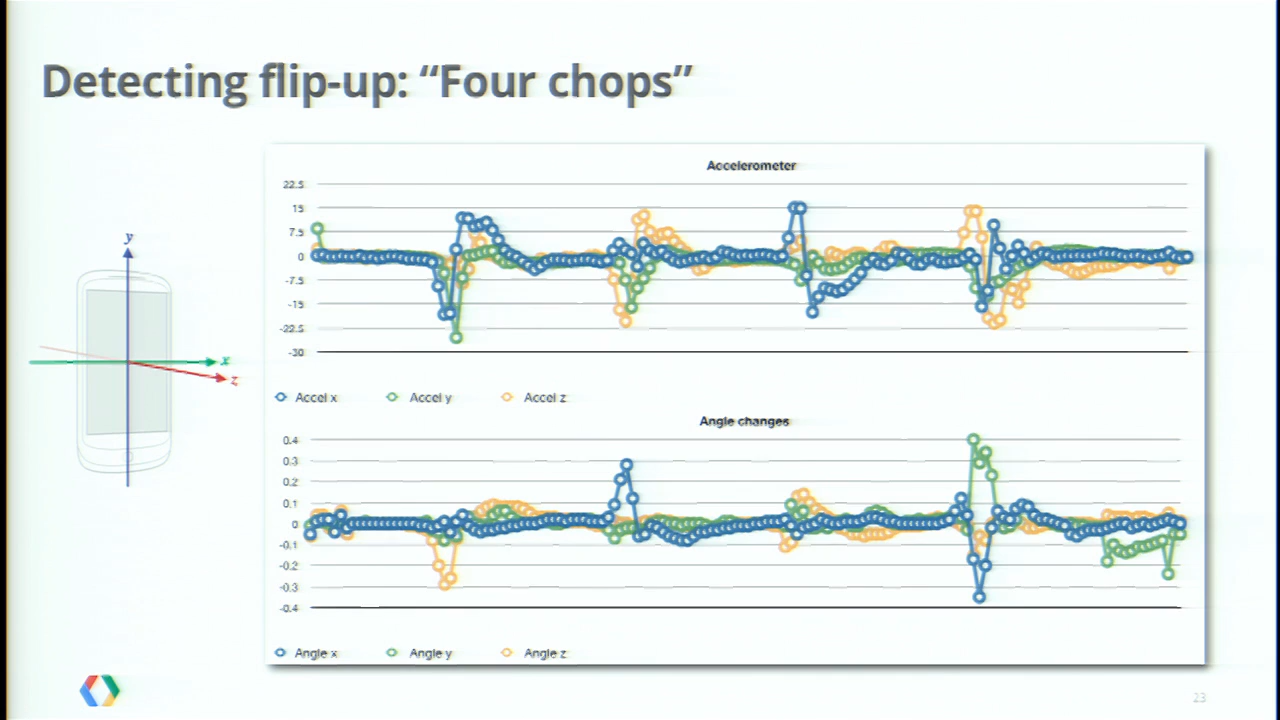 Detecting flip-up: “Four chops”
Accelerometer
22.5
15
7.5
0
-7.5
-15
-22.5
-30
Accel x
Accel y
Accel z
y
x
z
Angle changes
0.4
0.3
0.2
0.1
0
-0.1
-0.2
-0.3
-0.4
Angle x
Angle y
Angle z
23